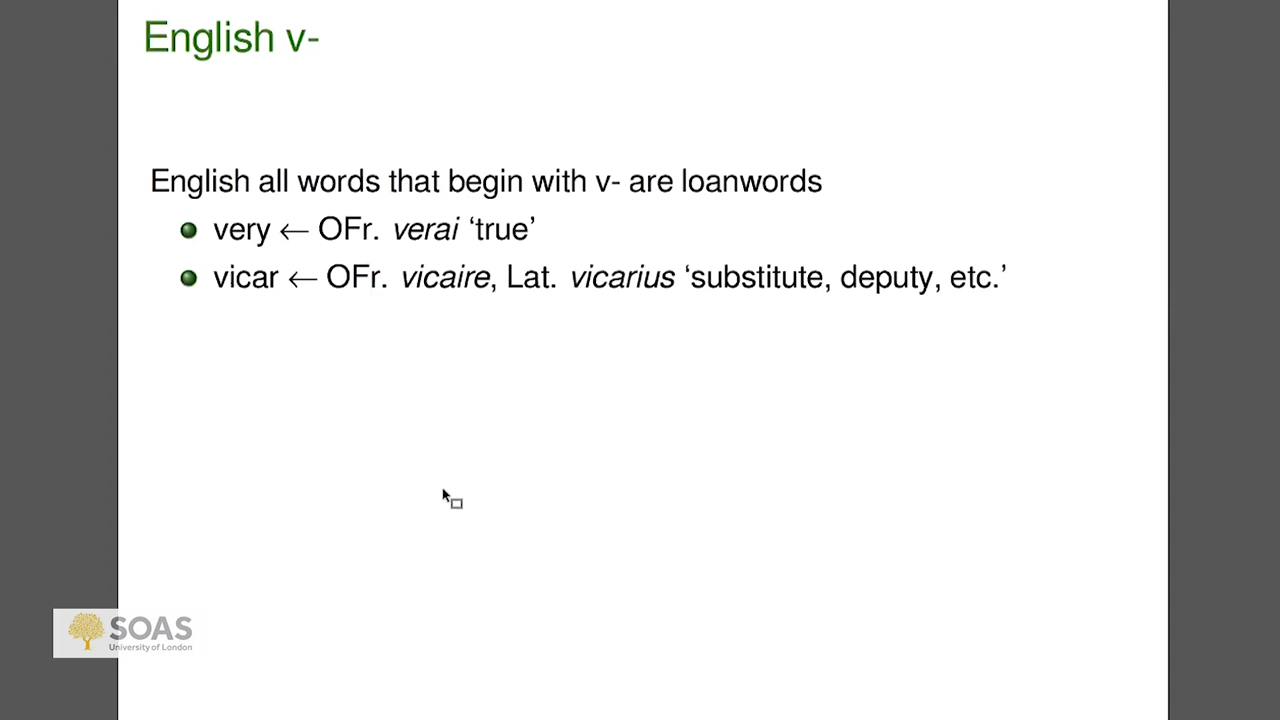 English v-
English all words that begin with v- are loanwords
very ← OFr. verai ‘true’
vicar ← OFr. vicaire, Lat. vicarius ‘substitute, deputy, etc.’
SOAS
University of London